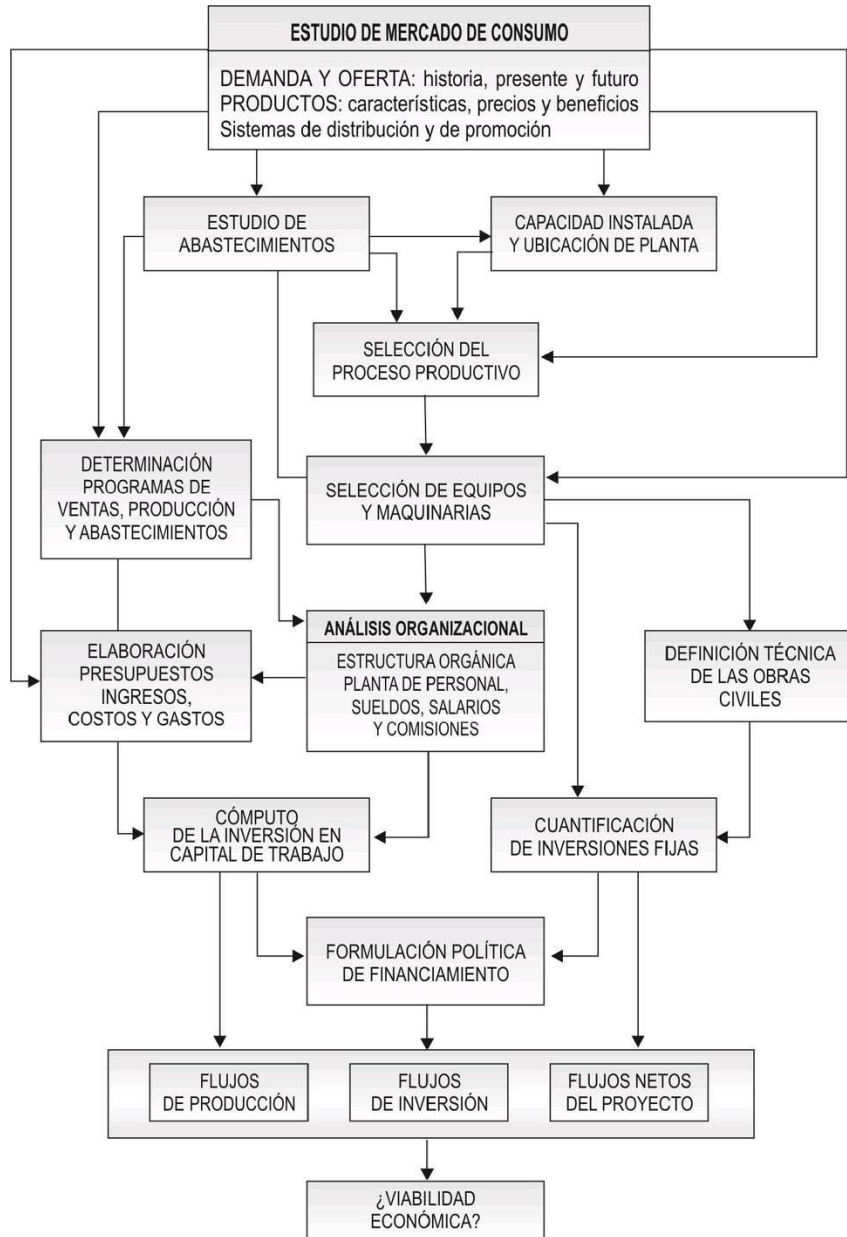 ESTUDIO DE MERCADO DE CONSUMO
DEMANDA Y OFERTA: historia, presente y futuro
PRODUCTOS: características, precios y beneficios
Sistemas de distribución y de promoción
ESTUDIO DE
ABASTECIMIENTOS
CAPACIDAD INSTALADA
Y UBICACIÓN DE PLANTA
SELECCIÓN DEL
PROCESO PRODUCTIVO
DETERMINACIÓN
PROGRAMAS DE
VENTAS, PRODUCCIÓN
Y ABASTECIMIENTOS
SELECCIÓN DE EQUIPOS
Y MAQUINARIAS
ELABORACIÓN
PRESUPUESTOS
INGRESOS,
COSTOS Y GASTOS
ANÁLISIS ORGANIZACIONAL
ESTRUCTURA ORGÁNICA
PLANTA DE PERSONAL,
SUELDOS, SALARIOS
Y COMISIONES
DEFINICIÓN TÉCNICA
DE LAS OBRAS
CIVILES
CÓMPUTO
DE LA INVERSIÓN EN
CAPITAL DE TRABAJO
CUANTIFICACIÓN
DE INVERSIONES FIJAS
FORMULACIÓN POLÍTICA
DE FINANCIAMIENTO
FLUJOS
DE PRODUCCIÓN
FLUJOS
DE INVERSIÓN
FLUJOS NETOS
DEL PROYECTO
¿VIABILIDAD
ECONÓMICA?